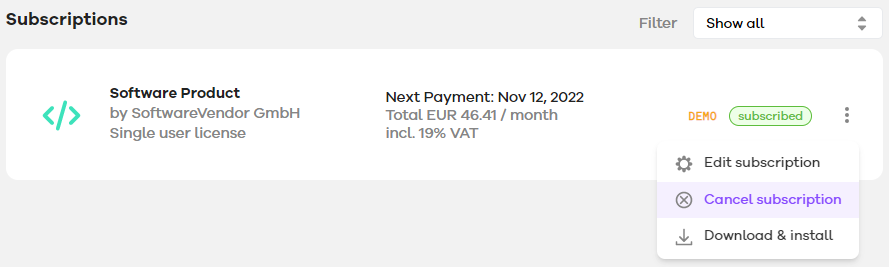 Subscriptions
Filter
Show all
Software Product
by SoftwareVendor GmbH
Single user license
Next Payment: Nov 12, 2022
Total EUR 46.41 / month
incl. 19% VAT
DEMO
subscribed
Edit subscription
Cancel subscription
Download & install